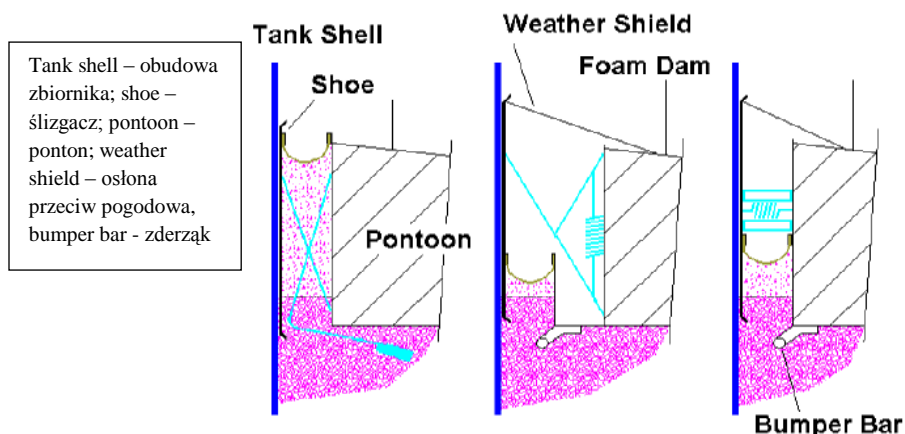 Tank shell – obudowa
zbiornika; shoe –
ślizgacz; pontoon –
ponton; weather
shield – osłona
przeciw pogodowa,
bumper bar - zderząk
Tank Shell
Shoe
Pontoon
Weather Shield
Foam Dam
Bumper Bar